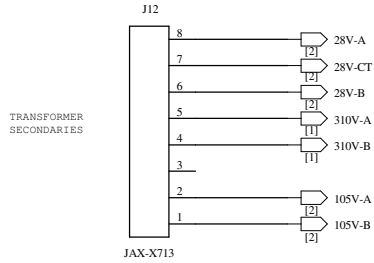 J12
8 28V-A
[2]
7 28V-CT
[2]
6 28V-B
[2]
TRANSFORMER
SECONDARIES
5 310V-A
[1]
4 310V-B
[1]
3
2 105V-A
[2]
1 105V-B
[2]
JAX-X713